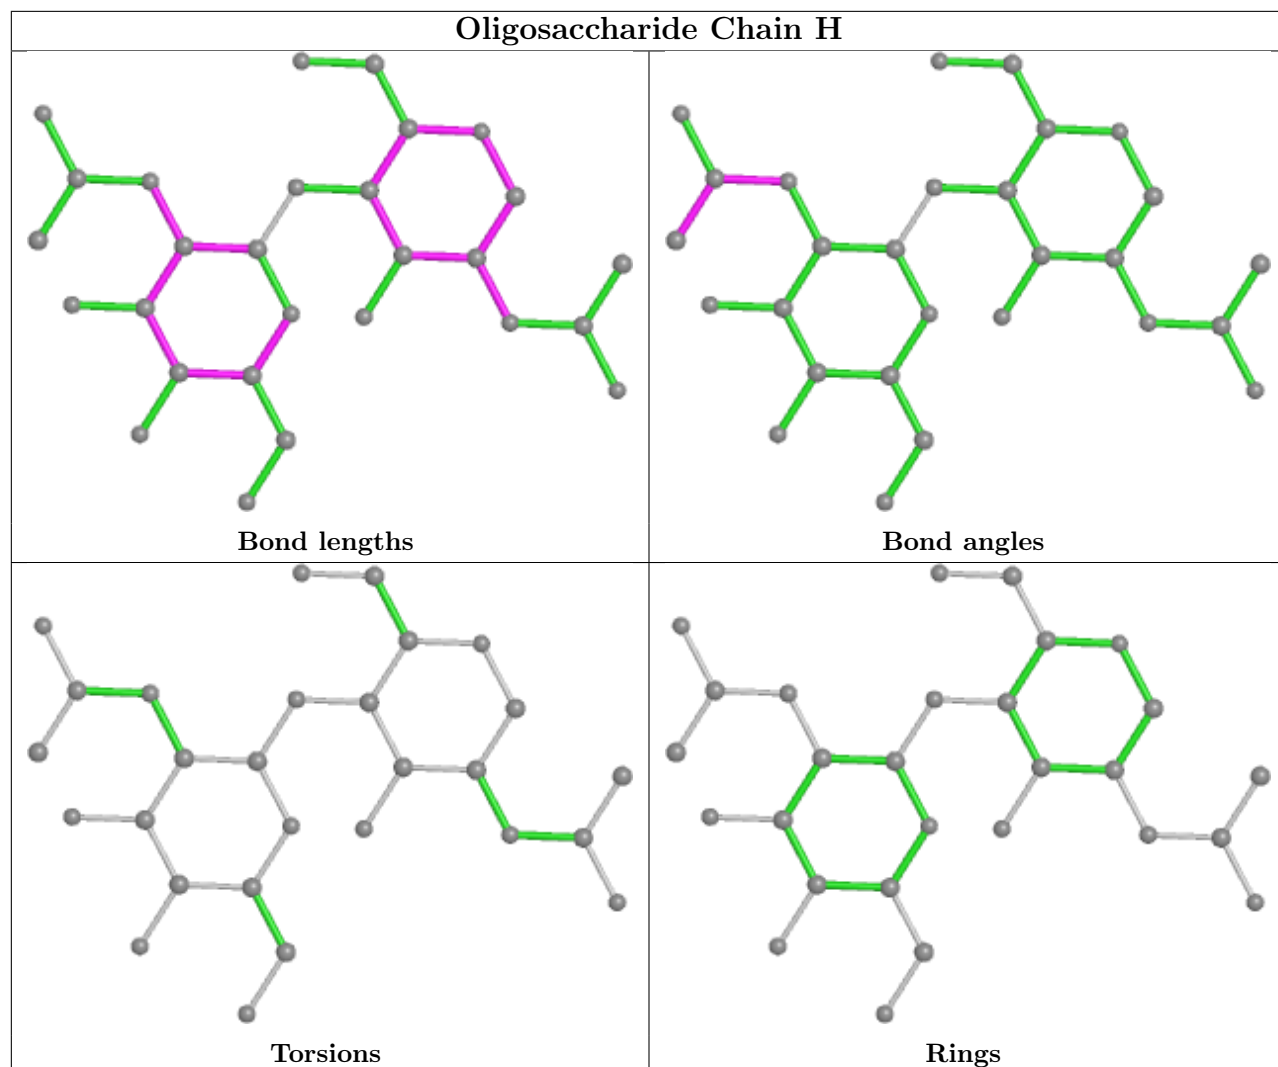 Oligosaccharide Chain H
Bond lengths
Bond angles
Torsions
Rings